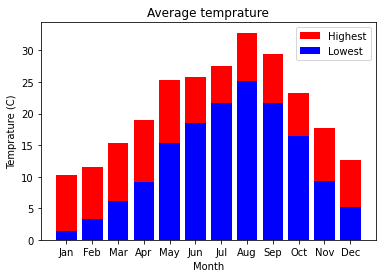 Average temprature
Highest
Lowest
Temprature (C)
30
25
20
15
10
5
0
Jan Feb Mar Apr May Jun Jul Aug Sep Oct Nov Dec
Month